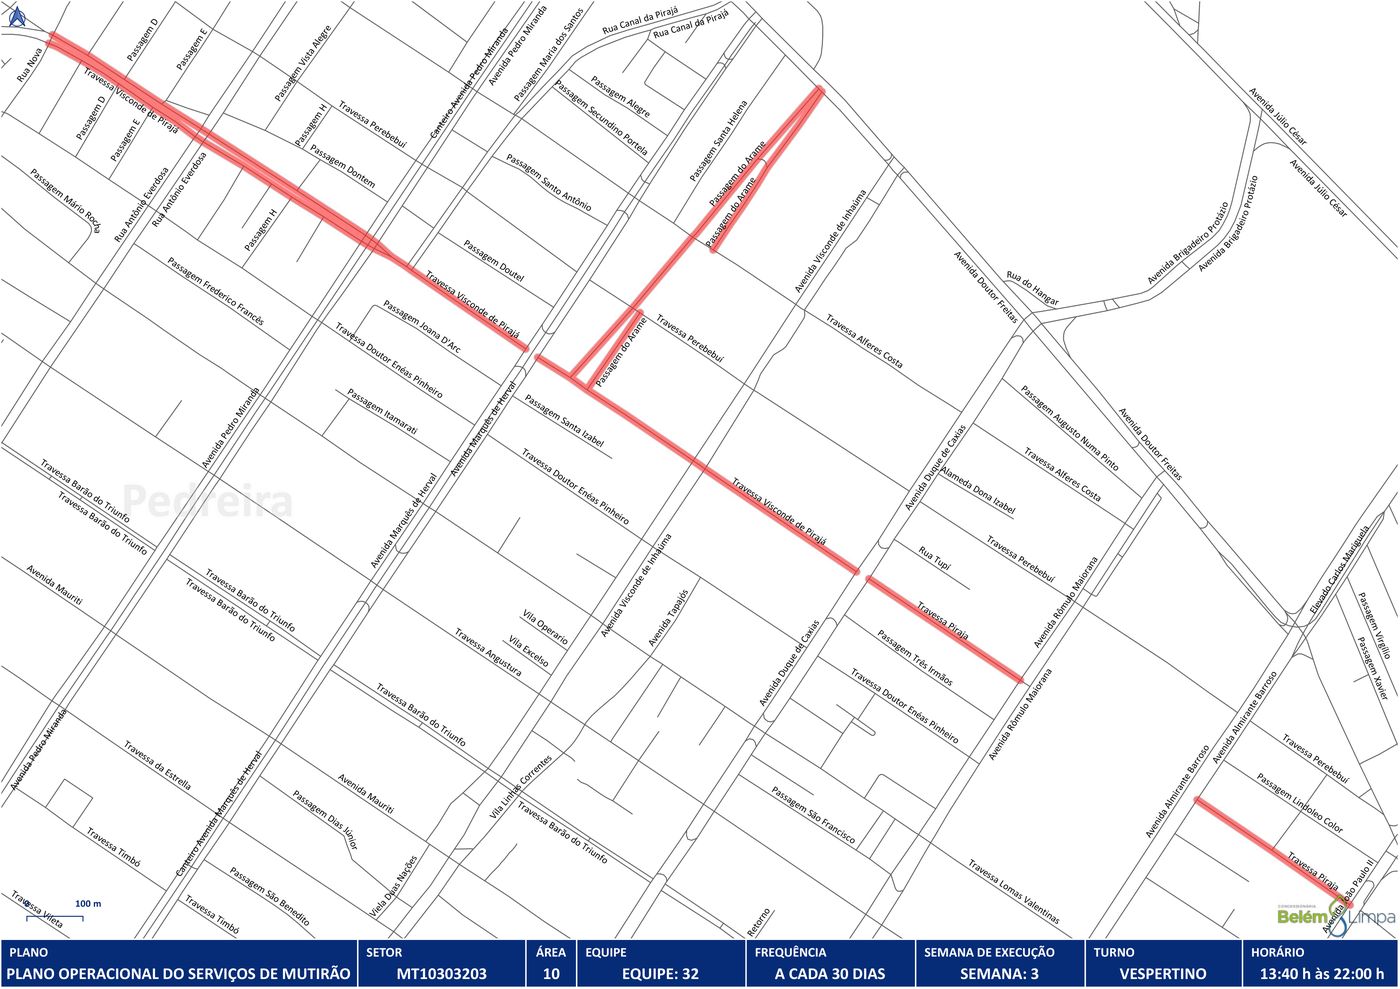 Rua Canal da Pirajá
Rua Canal da Pirajá
Passagem D
Passagem E
Passagem Vista Alegre
Canteiro Avenida Pedro Miranda
Avenida Pedro Miranda
Passagem Maria dos Santos
Rua Nova
Travessa Visconde de Pirajá
Passagem D
Passagem E
Passagem H
Travessa Perebebuí
Passagem Dontem
Passagem Alegre
Passagem Secundino Portela
Passagem Santo Antônio
Passagem Santa Helena
Passagem do Arame
Passagem do Arame
Avenida Júlio César
Avenida Júlio César
Passagem Mário Rocha
Rua Antônio Everdosa
Rua Antônio Everdosa
Passagem H
Passagem Frederico Francês
Passagem Doutel
Travessa Visconde de Pirajá
Avenida Visconde de Inhaúma
Avenida Brigadeiro Protázio
Avenida Brigadeiro Protázio
Avenida Doutor Freitas
Rua do Hangar
Passagem Joana D'Arc
Travessa Doutor Enéas Pinheiro
Passagem do Arame
Travessa Perebebuí
Travessa Alferes Costa
Passagem Itamarati
Avenida Pedro Miranda
Avenida Marquês de Herval
Passagem Santa Izabel
Travessa Doutor Enéas Pinheiro
Passagem Augusto Numa Pinto
Avenida Doutor Freitas
Travessa Alferes Costa
Avenida Duque de Caxias
Alameda Dona Izabel
Travessa Barão do Triunfo
Travessa Barão do Triunfo
Pedreira
Avenida Marquês de Herval
Travessa Visconde de Pirajá
Travessa Perebebuí
Rua Tupi
Avenida Mauriti
Travessa Barão do Triunfo
Travessa Barão do Triunfo
Avenida Visconde de Inhaúma
Avenida Tapajós
Vila Operario
Vila Excelso
Travessa Angustura
Travessa Piraja
Avenida Rômulo Maiorana
Elevado Carlos Mariguela
Passagem Virgílio
Passagem Xavier
Passagem Três Irmãos
Avenida Duque de Caxias
Travessa Doutor Enéas Pinheiro
Avenida Rômulo Maiorana
Travessa Barão do Triunfo
Avenida Pedro Miranda
Travessa da Estrella
Avenida Mauriti
Vila Linhas Correntes
Avenida Almirante Barroso
Avenida Almirante Barroso
Travessa Perebebuí
Passagem Lindoleo Color
Canteiro Avenida Marquês de Herval
Passagem Dias Júnior
Travessa Barão do Triunfo
Passagem São Francisco
Travessa Timbó
Passagem São Benedito
Viela Duas Nações
Travessa Lomas Valentinas
Travessa Piraja
Avenida João Paulo II
Travessa Vileta
Travessa Timbó
Retorno
0 100 m
CONCESSIONÁRIA
Belém Limpa
PLANO
PLANO OPERACIONAL DO SERVIÇOS DE MUTIRÃO
SETOR
MT10303203
ÁREA
10
EQUIPE
EQUIPE: 32
FREQUÊNCIA
A CADA 30 DIAS
SEMANA DE EXECUÇÃO
SEMANA: 3
TURNO
VESPERTINO
HORÁRIO
13:40 h às 22:00 h